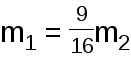 m₁ = 9/16 m₂